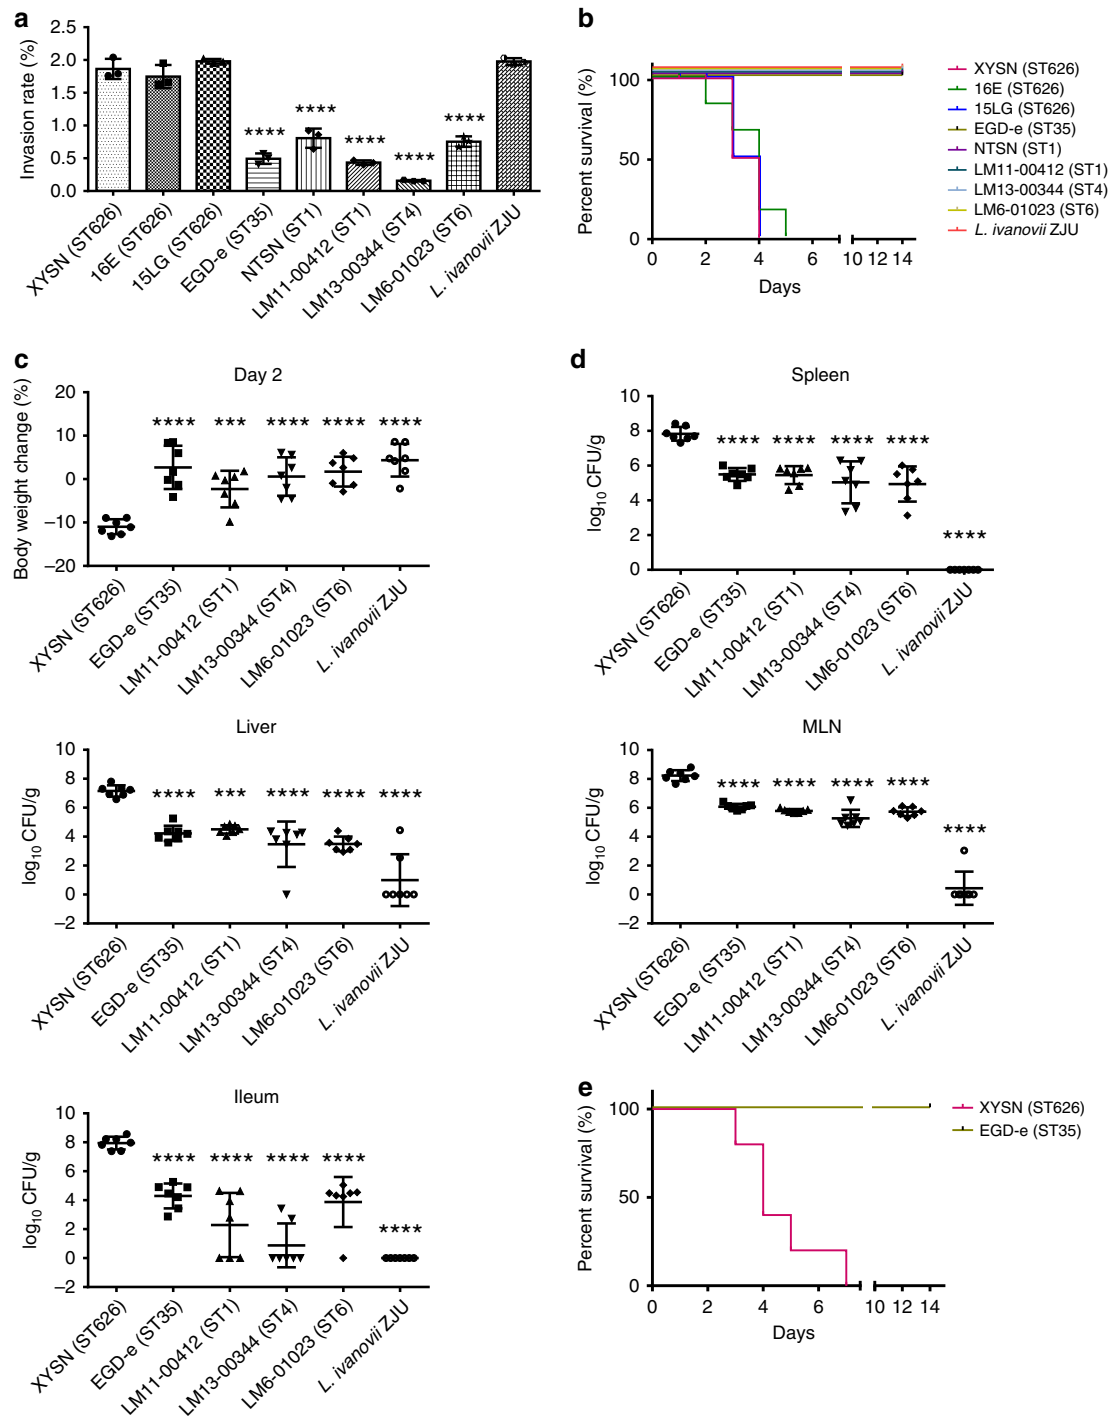 a
Invasion rate (%)
2.5
2.0
1.5
1.0
0.5
0.0
****
****
****
****
****
XYSN (ST626)
16E (ST626)
15LG (ST626)
EGD-e (ST35)
NTSN (ST1)
LM11-00412 (ST1)
LM13-00344 (ST4)
LM6-01023 (ST6)
L. ivanovii ZJU
b
Percent survival (%)
100
50
0
0 2 4 6 10 12 14
Days
XYSN (ST626)
16E (ST626)
15LG (ST626)
EGD-e (ST35)
NTSN (ST1)
LM11-00412 (ST1)
LM13-00344 (ST4)
LM6-01023 (ST6)
L. ivanovii ZJU
c
Day 2
Body weight change (%)
20
10
0
−10
−20
**** *** **** **** ****
XYSN (ST626)
EGD-e (ST35)
LM11-00412 (ST1)
LM13-00344 (ST4)
LM6-01023 (ST6)
L. ivanovii ZJU
d
Spleen
log10 CFU/g
10
8
6
4
2
0
**** **** **** ****
****
XYSN (ST626)
EGD-e (ST35)
LM11-00412 (ST1)
LM13-00344 (ST4)
LM6-01023 (ST6)
L. ivanovii ZJU
Liver
log10 CFU/g
10
8
6
4
2
0
−2
**** *** **** **** ****
XYSN (ST626)
EGD-e (ST35)
LM11-00412 (ST1)
LM13-00344 (ST4)
LM6-01023 (ST6)
L. ivanovii ZJU
MLN
log10 CFU/g
10
8
6
4
2
0
−2
**** **** **** ****
****
XYSN (ST626)
EGD-e (ST35)
LM11-00412 (ST1)
LM13-00344 (ST4)
LM6-01023 (ST6)
L. ivanovii ZJU
Ileum
log10 CFU/g
10
8
6
4
2
0
−2
**** **** **** ****
****
XYSN (ST626)
EGD-e (ST35)
LM11-00412 (ST1)
LM13-00344 (ST4)
LM6-01023 (ST6)
L. ivanovii ZJU
e
Percent survival (%)
100
50
0
0 2 4 6 10 12 14
Days
XYSN (ST626)
EGD-e (ST35)